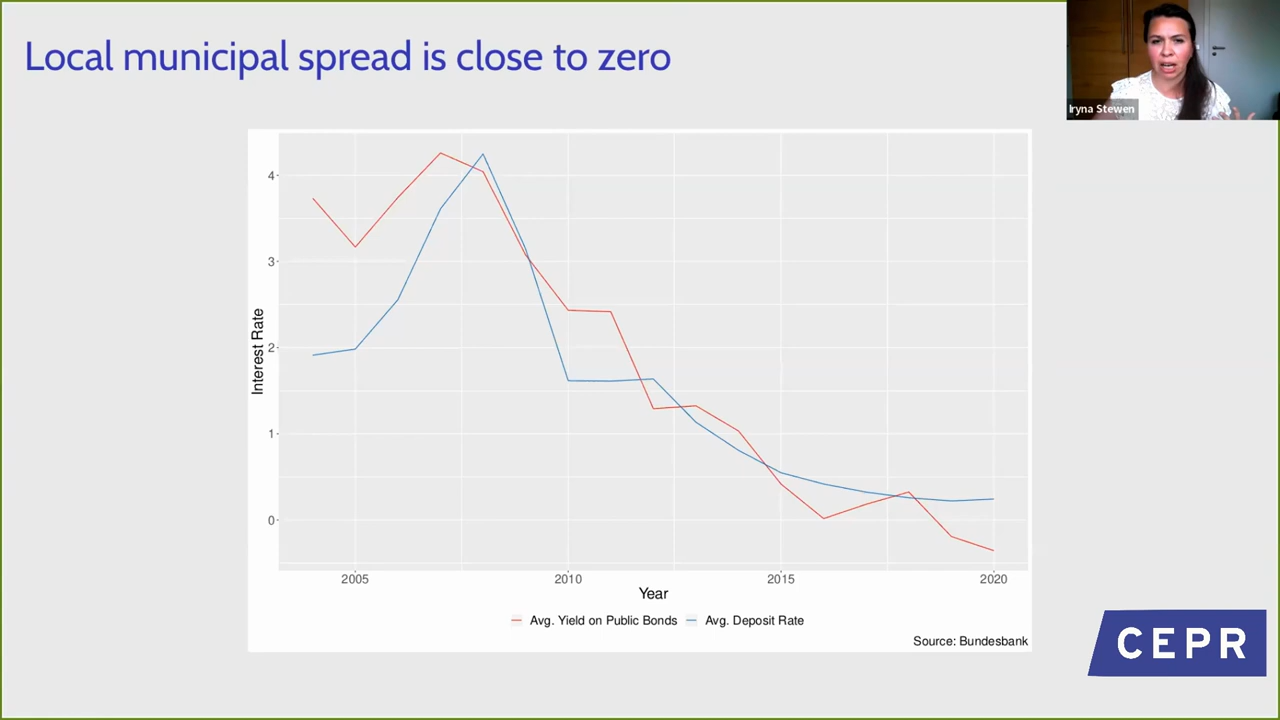 Local municipal spread is close to zero
Iryna Stewen
4
3
2
1
0
Interest Rate
2005 2010 2015 2020
Year
Avg. Yield on Public Bonds Avg. Deposit Rate
Source: Bundesbank
CEPR